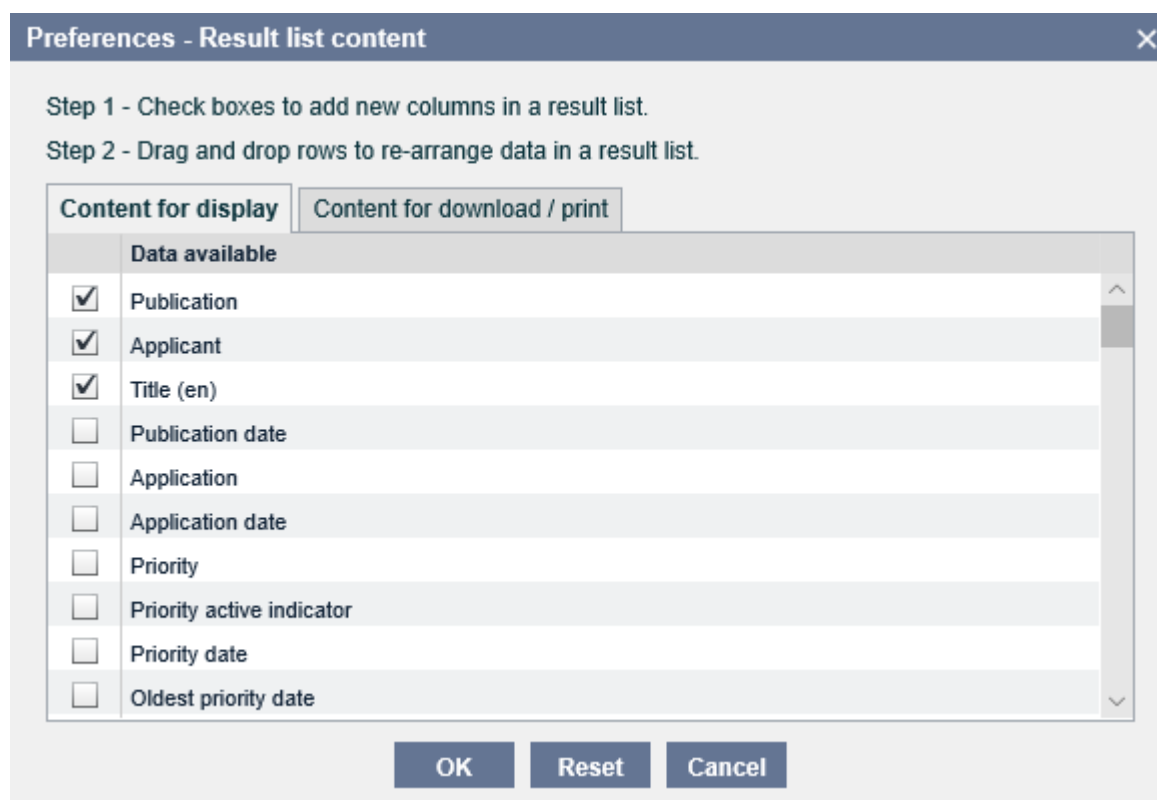 Preferences - Result list content
Step 1 - Check boxes to add new columns in a result list.
Step 2 - Drag and drop rows to re-arrange data in a result list.
Content for display Content for download / print
Data available
Publication
Applicant
Title (en)
Publication date
Application
Application date
Priority
Priority active indicator
Priority date
Oldest priority date
OK Reset Cancel